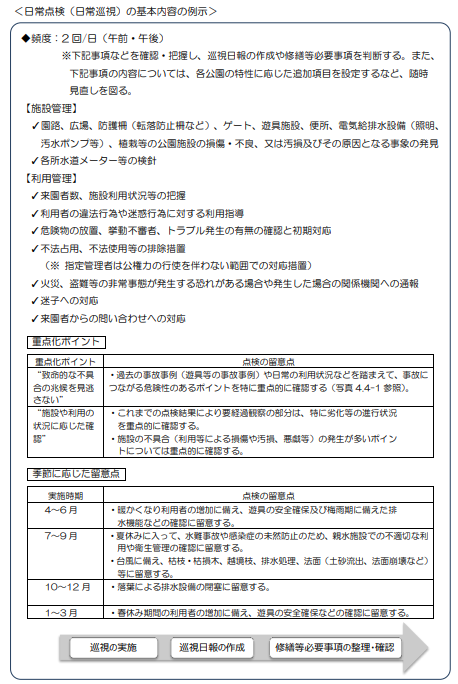 ＜日常点検（日常巡視）の基本内容の例示＞
◆頻度：2 回/日（午前・午後）
※下記事項などを確認・把握し、巡視日報の作成や修繕等必要事項を判断する。また、
下記事項の内容については、各公園の特性に応じた追加項目を設定するなど、随時
見直しを図る。
【施設管理】
✓園路、広場、防護柵（転落防止柵など）、ゲート、遊具施設、便所、電気給排水設備（照明、
汚水ポンプ等）、植栽等の公園施設の損傷・不良、又は汚損及びその原因となる事象の発見
✓各所水道メーター等の検針
【利用管理】
✓来園者数、施設利用状況等の把握
✓利用者の違法行為や迷惑行為に対する利用指導
✓危険物の放置、挙動不審者、トラブル発生の有無の確認と初期対応
✓不法占用、不法使用等の排除措置
（※ 指定管理者は公権力の行使を伴わない範囲での対応措置）
✓火災、盗難等の非常事態が発生する恐れがある場合や発生した場合の関係機関への通報
✓迷子への対応
✓来園者からの問い合わせへの対応
重点化ポイント
重点化ポイント 点検の留意点
“致命的な不具
合の兆候を見逃
さない”
・過去の事故事例（遊具等の事故事例）や日常の利用状況などを踏まえて、事故に
つながる危険性のあるポイントを特に重点的に確認する（写真 4.4-1 参照）。
“施設や利用の
状況に応じた確
認”
・これまでの点検結果により要経過観察の部分は、特に劣化等の進行状況
を重点的に確認する。
・施設の不具合（利用等による損傷や汚損、悪戯等）の発生が多いポイン
トについては重点的に確認する。
季節に応じた留意点
実施時期 点検の留意点
4～6 月
・暖かくなり利用者の増加に備え、遊具の安全確保及び梅雨期に備えた排
水機能などの確認に留意する。
7～9 月
・夏休みに入って、水難事故や感染症の未然防止のため、親水施設での不適切な利
用や衛生管理の確認に留意する。
・台風に備え、枯枝・枯損木、越境枝、排水処理、法面（土砂流出、法面崩壊など）
等に留意する。
10～12 月
・落葉による排水設備の閉塞に留意する。
1～3 月
・春休み期間の利用者の増加に備え、遊具の安全確保などの確認に留意する。
巡視の実施 巡視日報の作成 修繕等必要事項の整理・確認